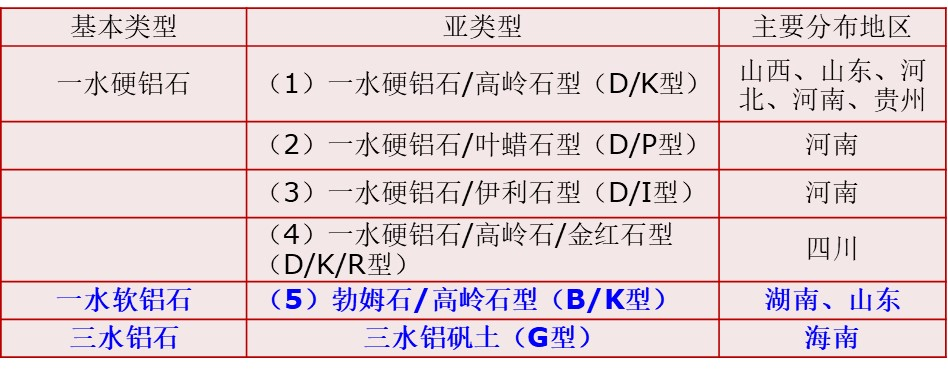 基本类型 亚类型 主要分布地区
一水硬铝石 （1）一水硬铝石/高岭石型（D/K型） 山西、山东、河
北、河南、贵州
（2）一水硬铝石/叶蜡石型（D/P型） 河南
（3）一水硬铝石/伊利石型（D/I型） 河南
（4）一水硬铝石/高岭石/金红石型
（D/K/R型） 四川
一水软铝石 （5）勃姆石/高岭石型（B/K型） 湖南、山东
三水铝石 三水铝矾土（G型） 海南